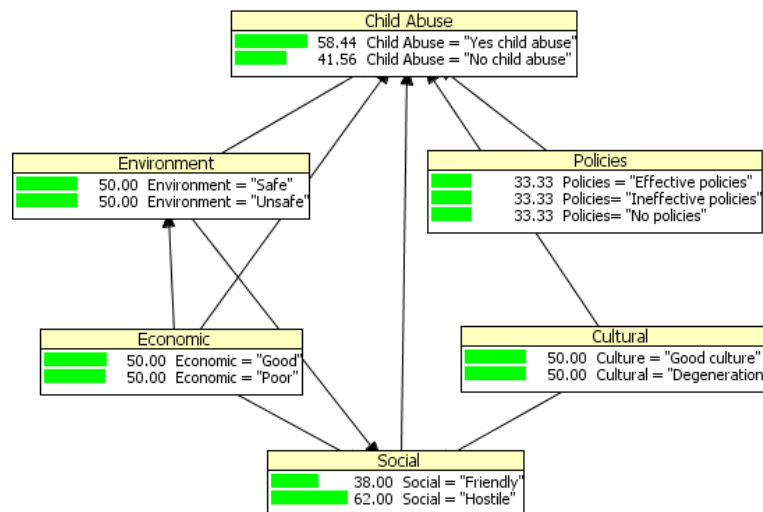 Child Abuse
58.44 Child Abuse = "Yes child abuse"
41.56 Child Abuse = "No child abuse"
Environment
50.00 Environment = "Safe"
50.00 Environment = "Unsafe"
Policies
33.33 Policies = "Effective policies"
33.33 Policies= "Ineffective policies"
33.33 Policies= "No policies"
Economic
50.00 Economic = "Good"
50.00 Economic = "Poor"
Cultural
50.00 Culture = "Good culture"
50.00 Cultural = "Degeneration
Social
38.00 Social = "Friendly"
62.00 Social = "Hostile"